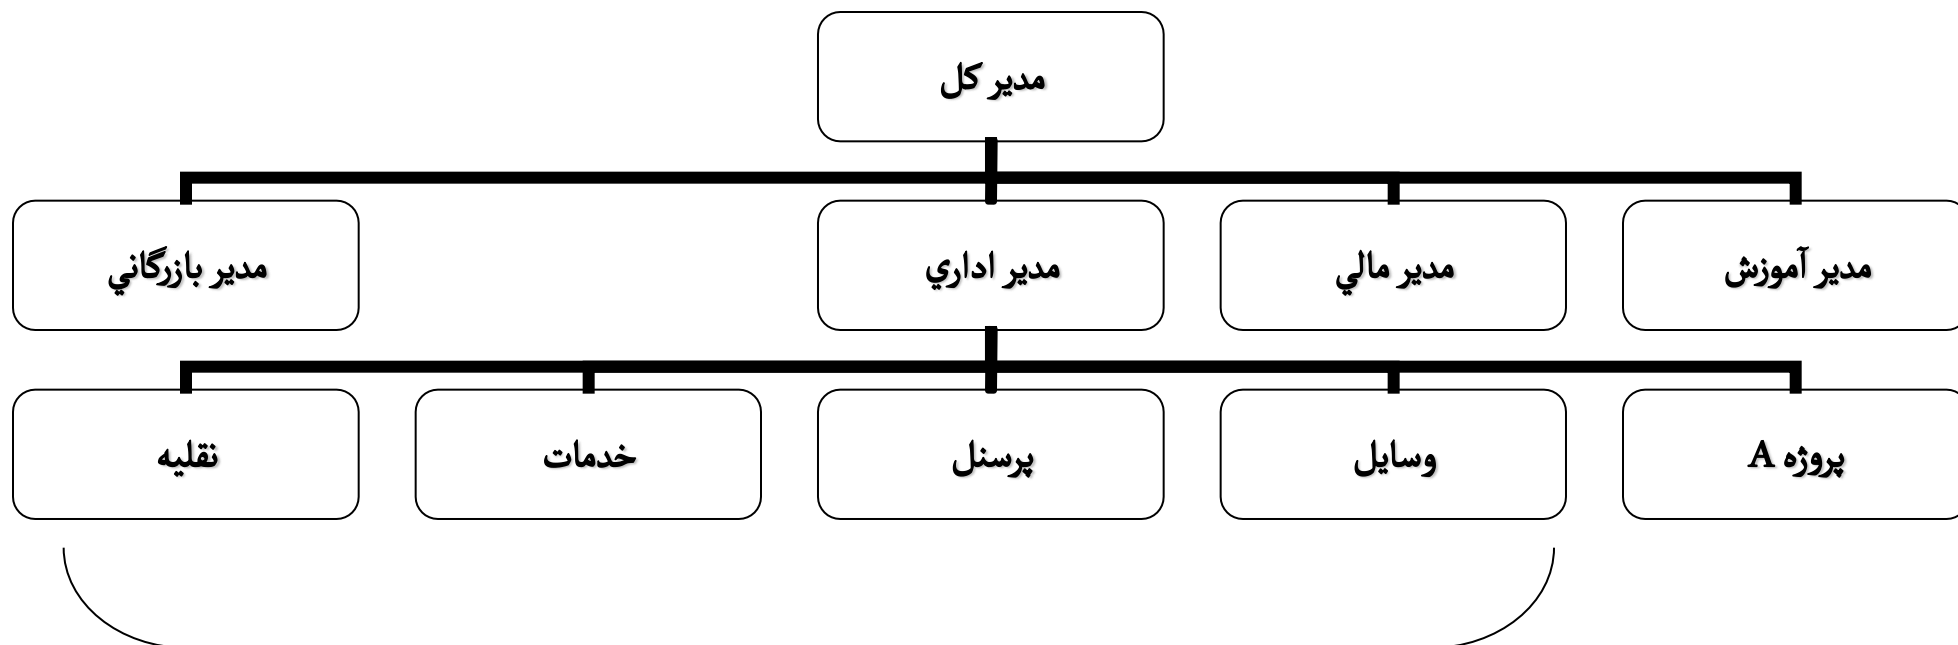 مدير كل
مدير آموزش
مدير مالي
مدير اداري
مدير بازرگاني
پروژه A
وسايل
پرسنل
خدمات
نقليه